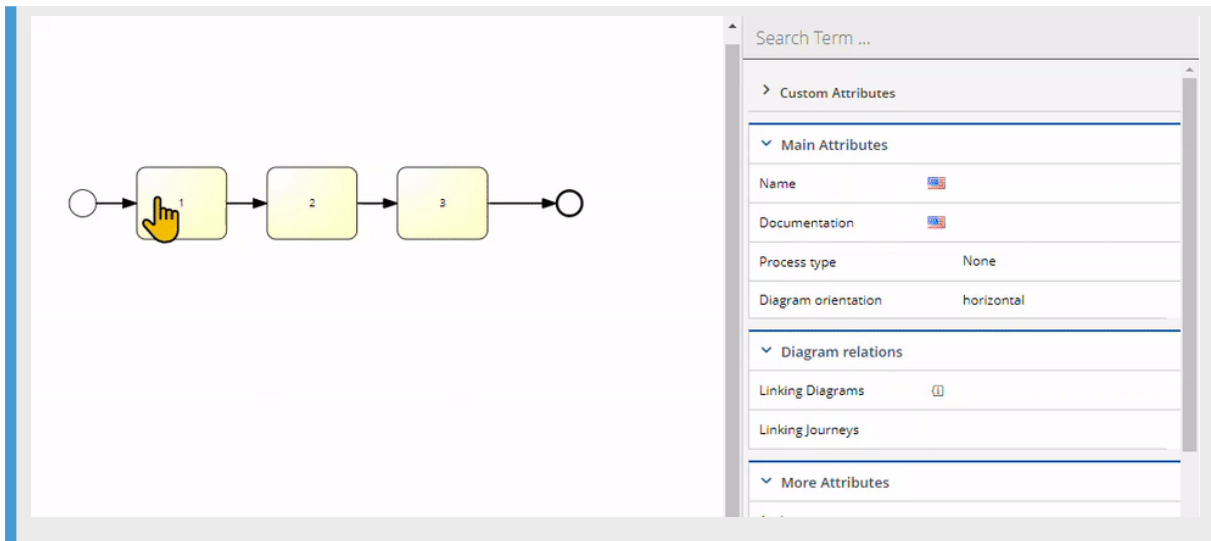 Search Term ...
Custom Attributes
Main Attributes
Name
Documentation
Process type None
Diagram orientation horizontal
Diagram relations
Linking Diagrams
Linking Journeys
More Attributes
1 2 3